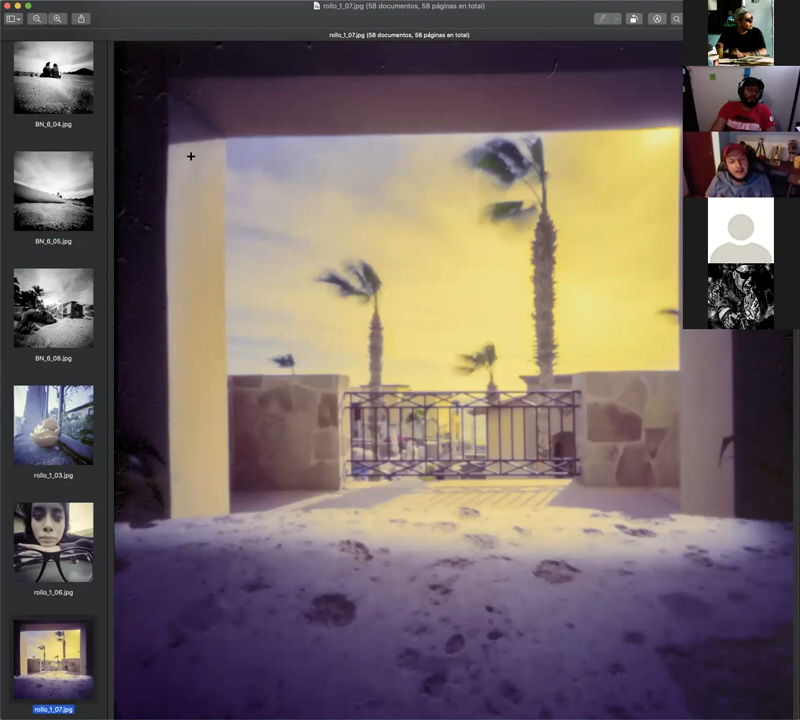 rollo_1_07.jpg (58 documentos, 58 páginas en total)
rollo_1_07.jpg (58 documentos, 58 páginas en total)
BN_6_04.jpg
BN_6_05.jpg
BN_6_08.jpg
rollo_1_03.jpg
rollo_1_06.jpg
rollo_1_07.jpg